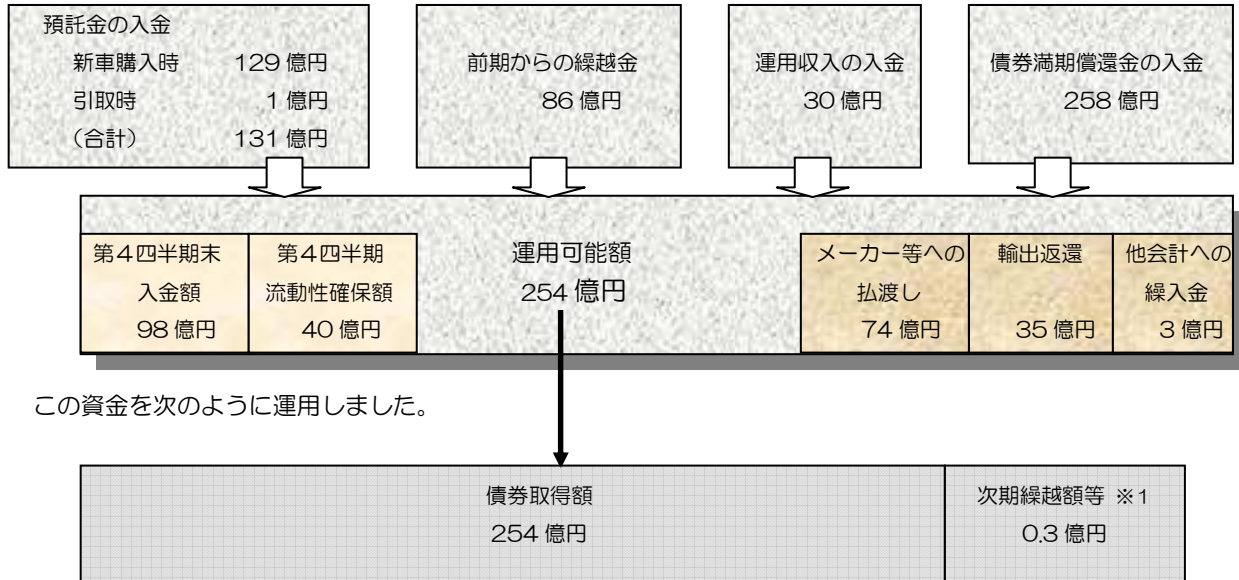 預託金の入金
新車購入時 129 億円
引取時 1 億円
(合計) 131 億円
前期からの繰越金
86 億円
運用収入の入金
30 億円
債券満期償還金の入金
258 億円
第4四半期末
入金額
98 億円
第4四半期
流動性確保額
40 億円
運用可能額
254 億円
メーカー等への
払渡し
74 億円
輸出返還
35 億円
他会計への
繰入金
3 億円
この資金を次のように運用しました。
債券取得額
254 億円
次期繰越額等 ※1
0.3 億円